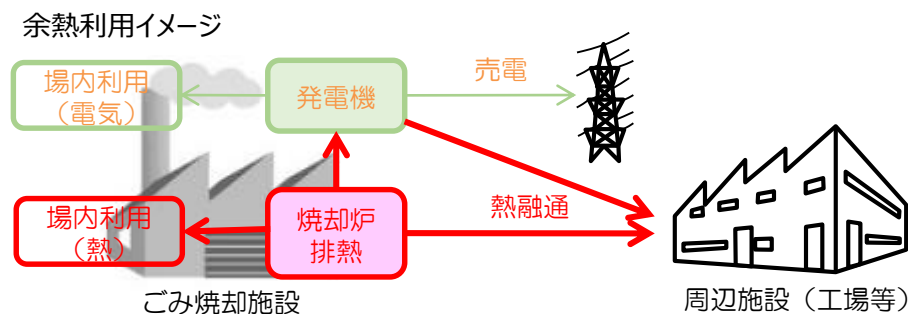 余熱利用イメージ
場内利用
（電気）
発電機
売電
場内利用
（熱）
焼却炉
排熱
熱融通
ごみ焼却施設
周辺施設（工場等）